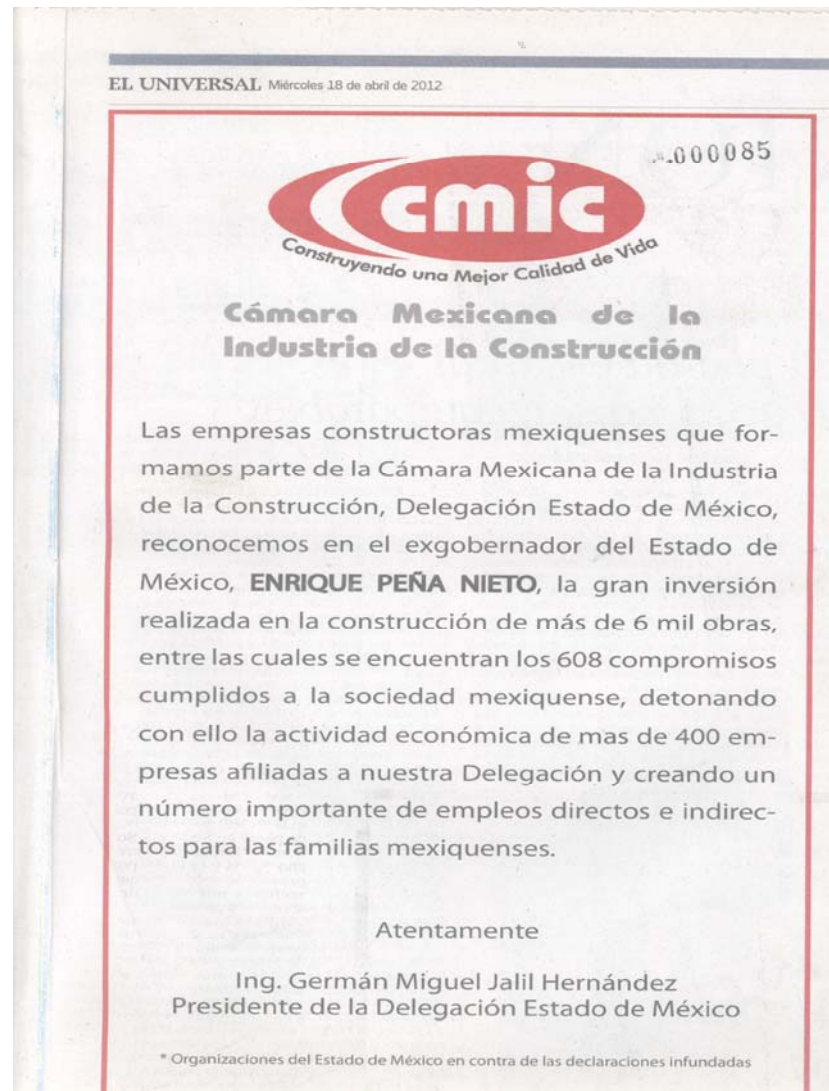 EL UNIVERSAL Miércoles 18 de abril de 2012
000085
cmic
Construyendo una Mejor Calidad de Vida
Cámara Mexicana de la
Industria de la Construcción
Las empresas constructoras mexiquenses que for-
mamos parte de la Cámara Mexicana de la Industria
de la Construcción, Delegación Estado de México,
reconocemos en el exgobernador del Estado de
México, ENRIQUE PEÑA NIETO, la gran inversión
realizada en la construcción de más de 6 mil obras,
entre las cuales se encuentran los 608 compromisos
cumplidos a la sociedad mexiquense, detonando
con ello la actividad económica de mas de 400 em-
presas afiliadas a nuestra Delegación y creando un
número importante de empleos directos e indirec-
tos para las familias mexiquenses.
Atentamente
Ing. Germán Miguel Jalil Hernández
Presidente de la Delegación Estado de México
* Organizaciones del Estado de México en contra de las declaraciones infundadas